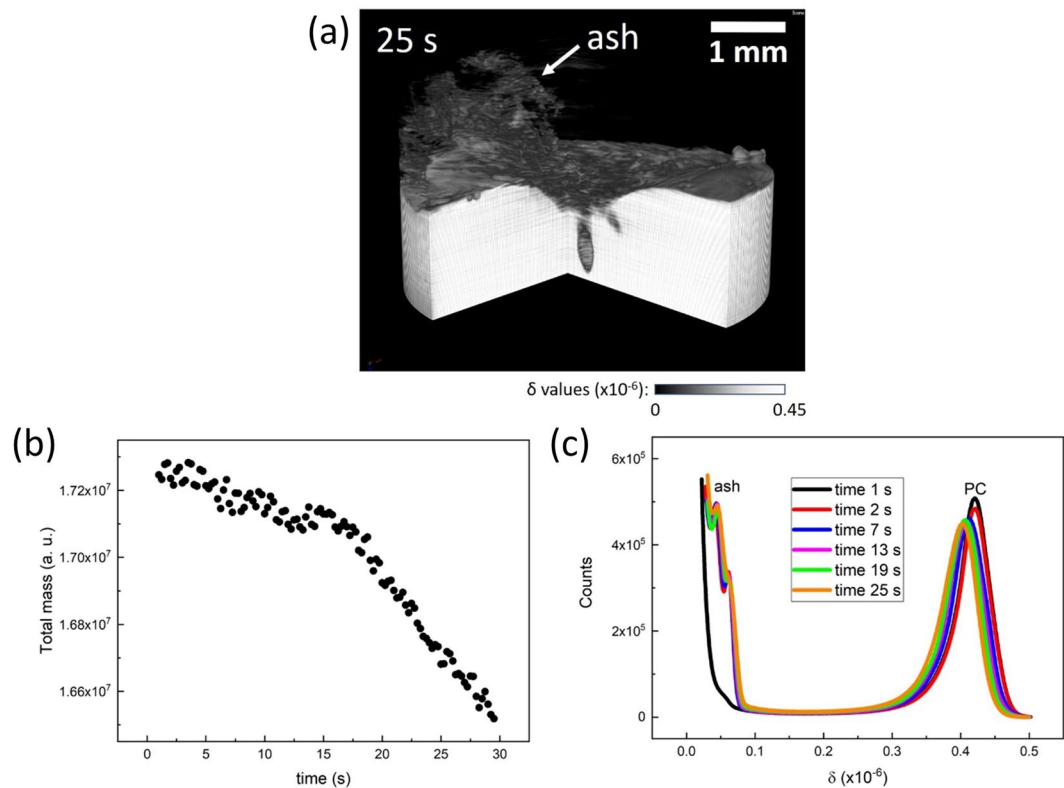 (a)
25 s
ash
1 mm
δ values (x10⁻⁶):
0
0.45
(b)
Total mass (a. u.)
1.72x10⁷
1.70x10⁷
1.68x10⁷
1.66x10⁷
0 5 10 15 20 25 30
time (s)
(c)
Counts
6x10⁵
4x10⁵
2x10⁵
0
ash
PC
time 1 s
time 2 s
time 7 s
time 13 s
time 19 s
time 25 s
0.0 0.1 0.2 0.3 0.4 0.5
δ (x10⁻⁶)